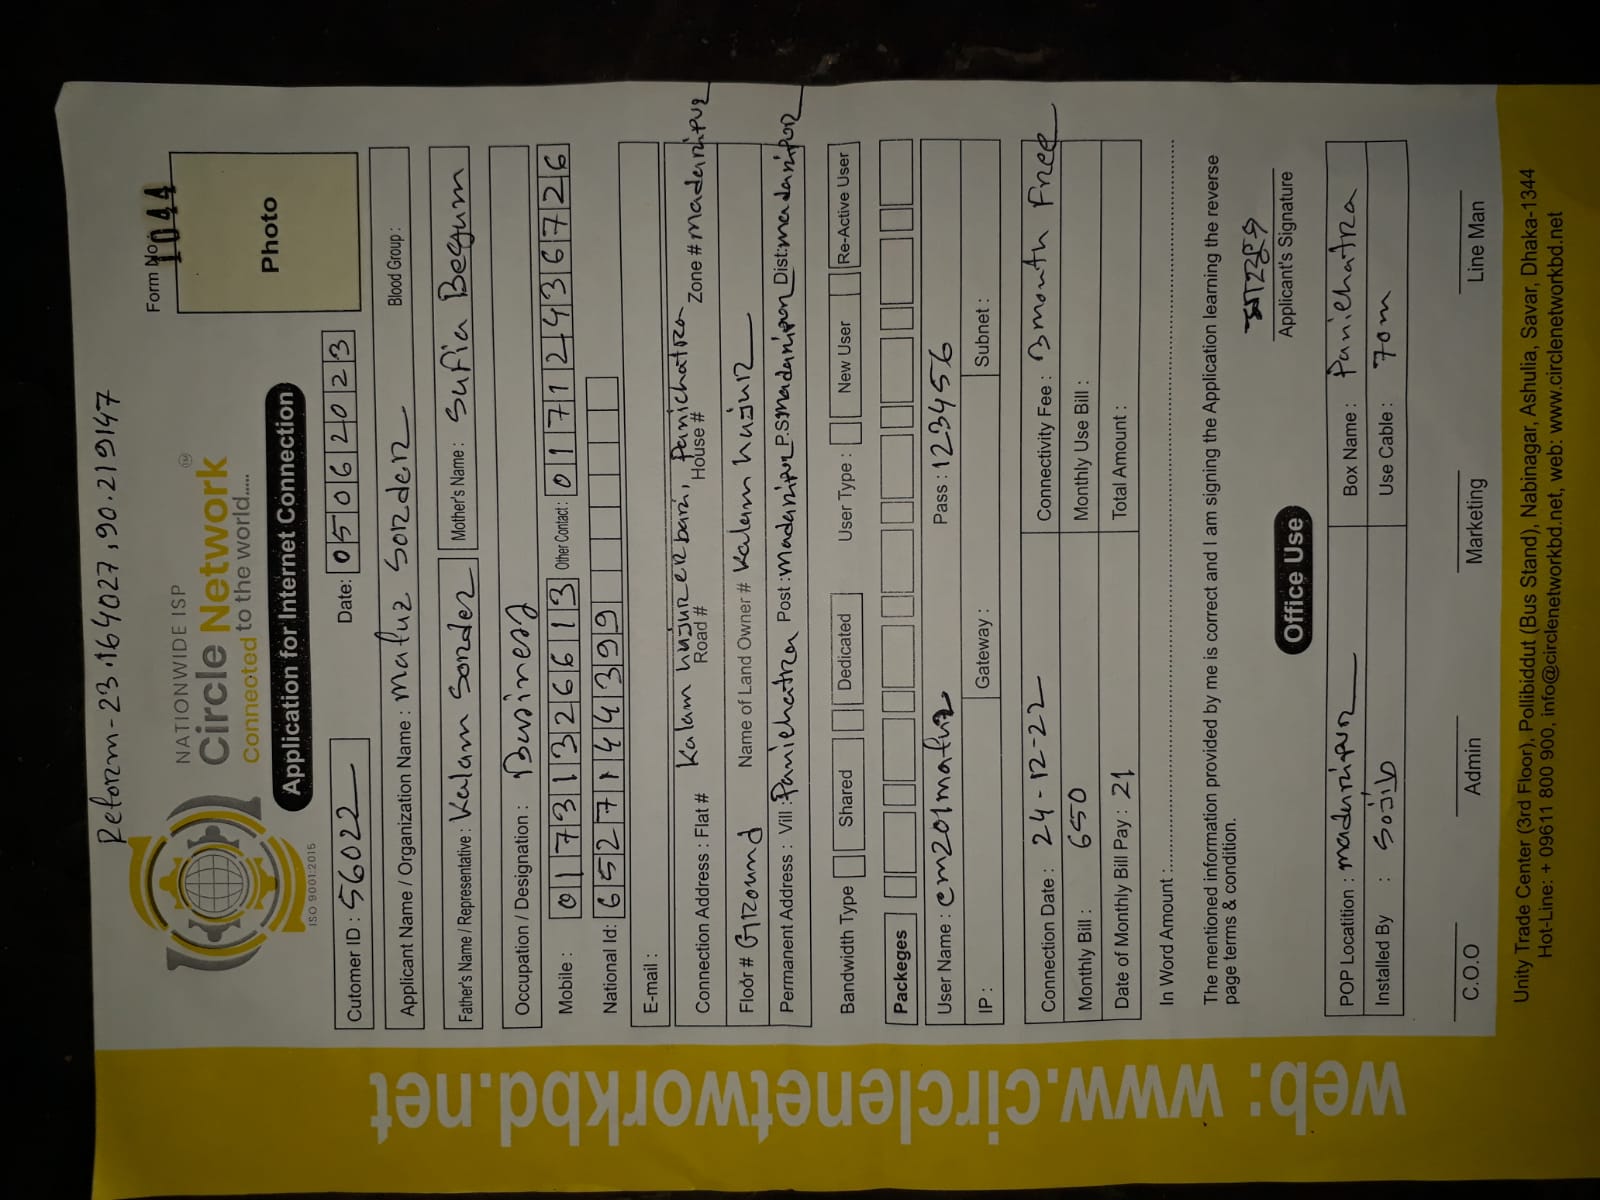 Reform-23.164027,90.219147
Form No. 1044
NATIONWIDE ISP
Circle Network
TM
Connected to the world.....
ISO 9001:2015
Application for Internet Connection
Photo
Cutomer ID : 56022 Date: 05062023
Applicant Name / Organization Name : Mafuz Sorder Blood Group :
Father's Name / Representative : Kalam Sorder Mother's Name : Sufia Begum
Occupation / Designation : Business
Mobile : 01731326613 Other Contact: 01712436726
National Id: 6527144399
E-mail :
Connection Address : Flat # Kalam hujur er bari, Panichatra
Road # House # Zone # madaripur
Floor # Ground Name of Land Owner # Kalam hujur
Permanent Address : Vill : Panichatra Post : Madaripur P.S Madaripur Dist: madaripur
Bandwidth Type Shared Dedicated User Type : New User Re-Active User
Packeges
User Name : cm201mafuz Pass : 123456
IP : Gateway : Subnet :
Connection Date : 24-12-22 Connectivity Fee : 3 month Free
Monthly Bill : 650 Monthly Use Bill :
Date of Monthly Bill Pay : 21 Total Amount :
In Word Amount :
The mentioned information provided by me is correct and I am signing the Application learning the reverse
page terms & condition.
Applicant's Signature
Office Use
POP Locatition : madaripur Box Name : Panichatra
Installed By : Sojib Use Cable : 70m
C.O.O Admin Marketing Line Man
Unity Trade Center (3rd Floor), Pollibiddut (Bus Stand), Nabinagar, Ashulia, Savar, Dhaka-1344
Hot-Line: + 09611 800 900, info@circlenetworkbd.net, web: www.circlenetworkbd.net
web: www.circlenetworkbd.net